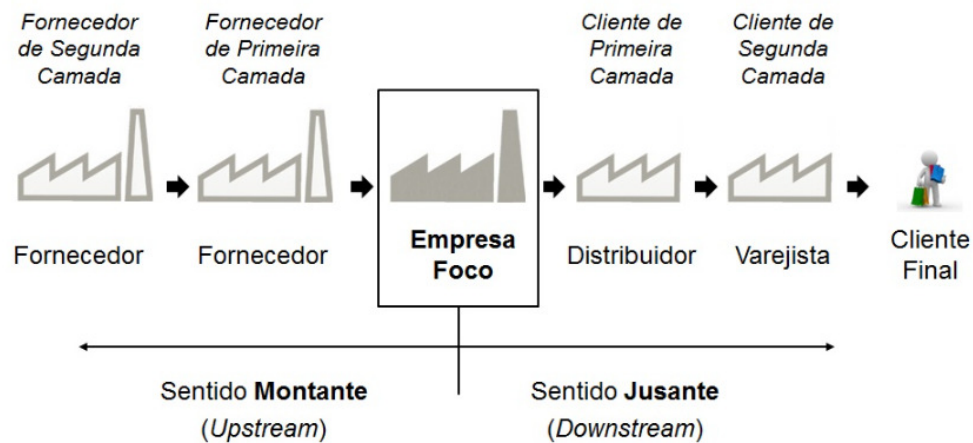 Fornecedor
de Segunda
Camada
Fornecedor
de Primeira
Camada
Cliente de
Primeira
Camada
Cliente de
Segunda
Camada
Fornecedor
Fornecedor
Empresa
Foco
Distribuidor
Varejista
Cliente
Final
Sentido Montante
(Upstream)
Sentido Jusante
(Downstream)